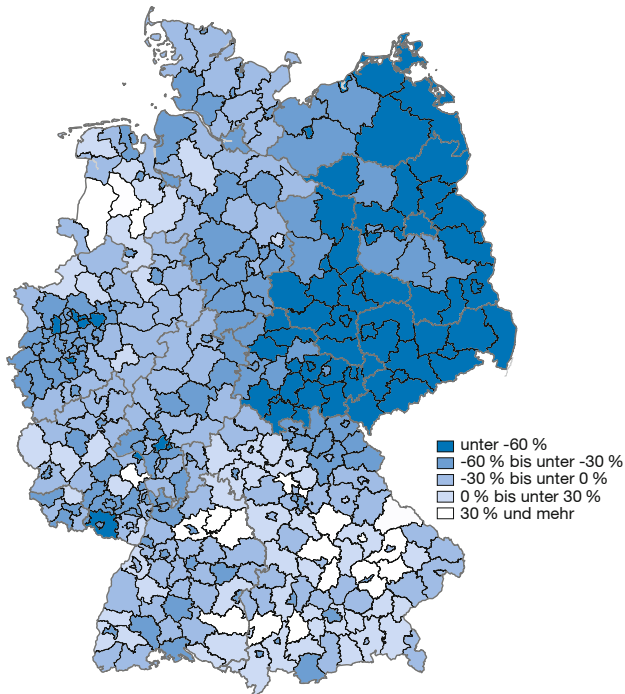 unter -60 %
-60 % bis unter -30 %
-30 % bis unter 0 %
0 % bis unter 30 %
30 % und mehr